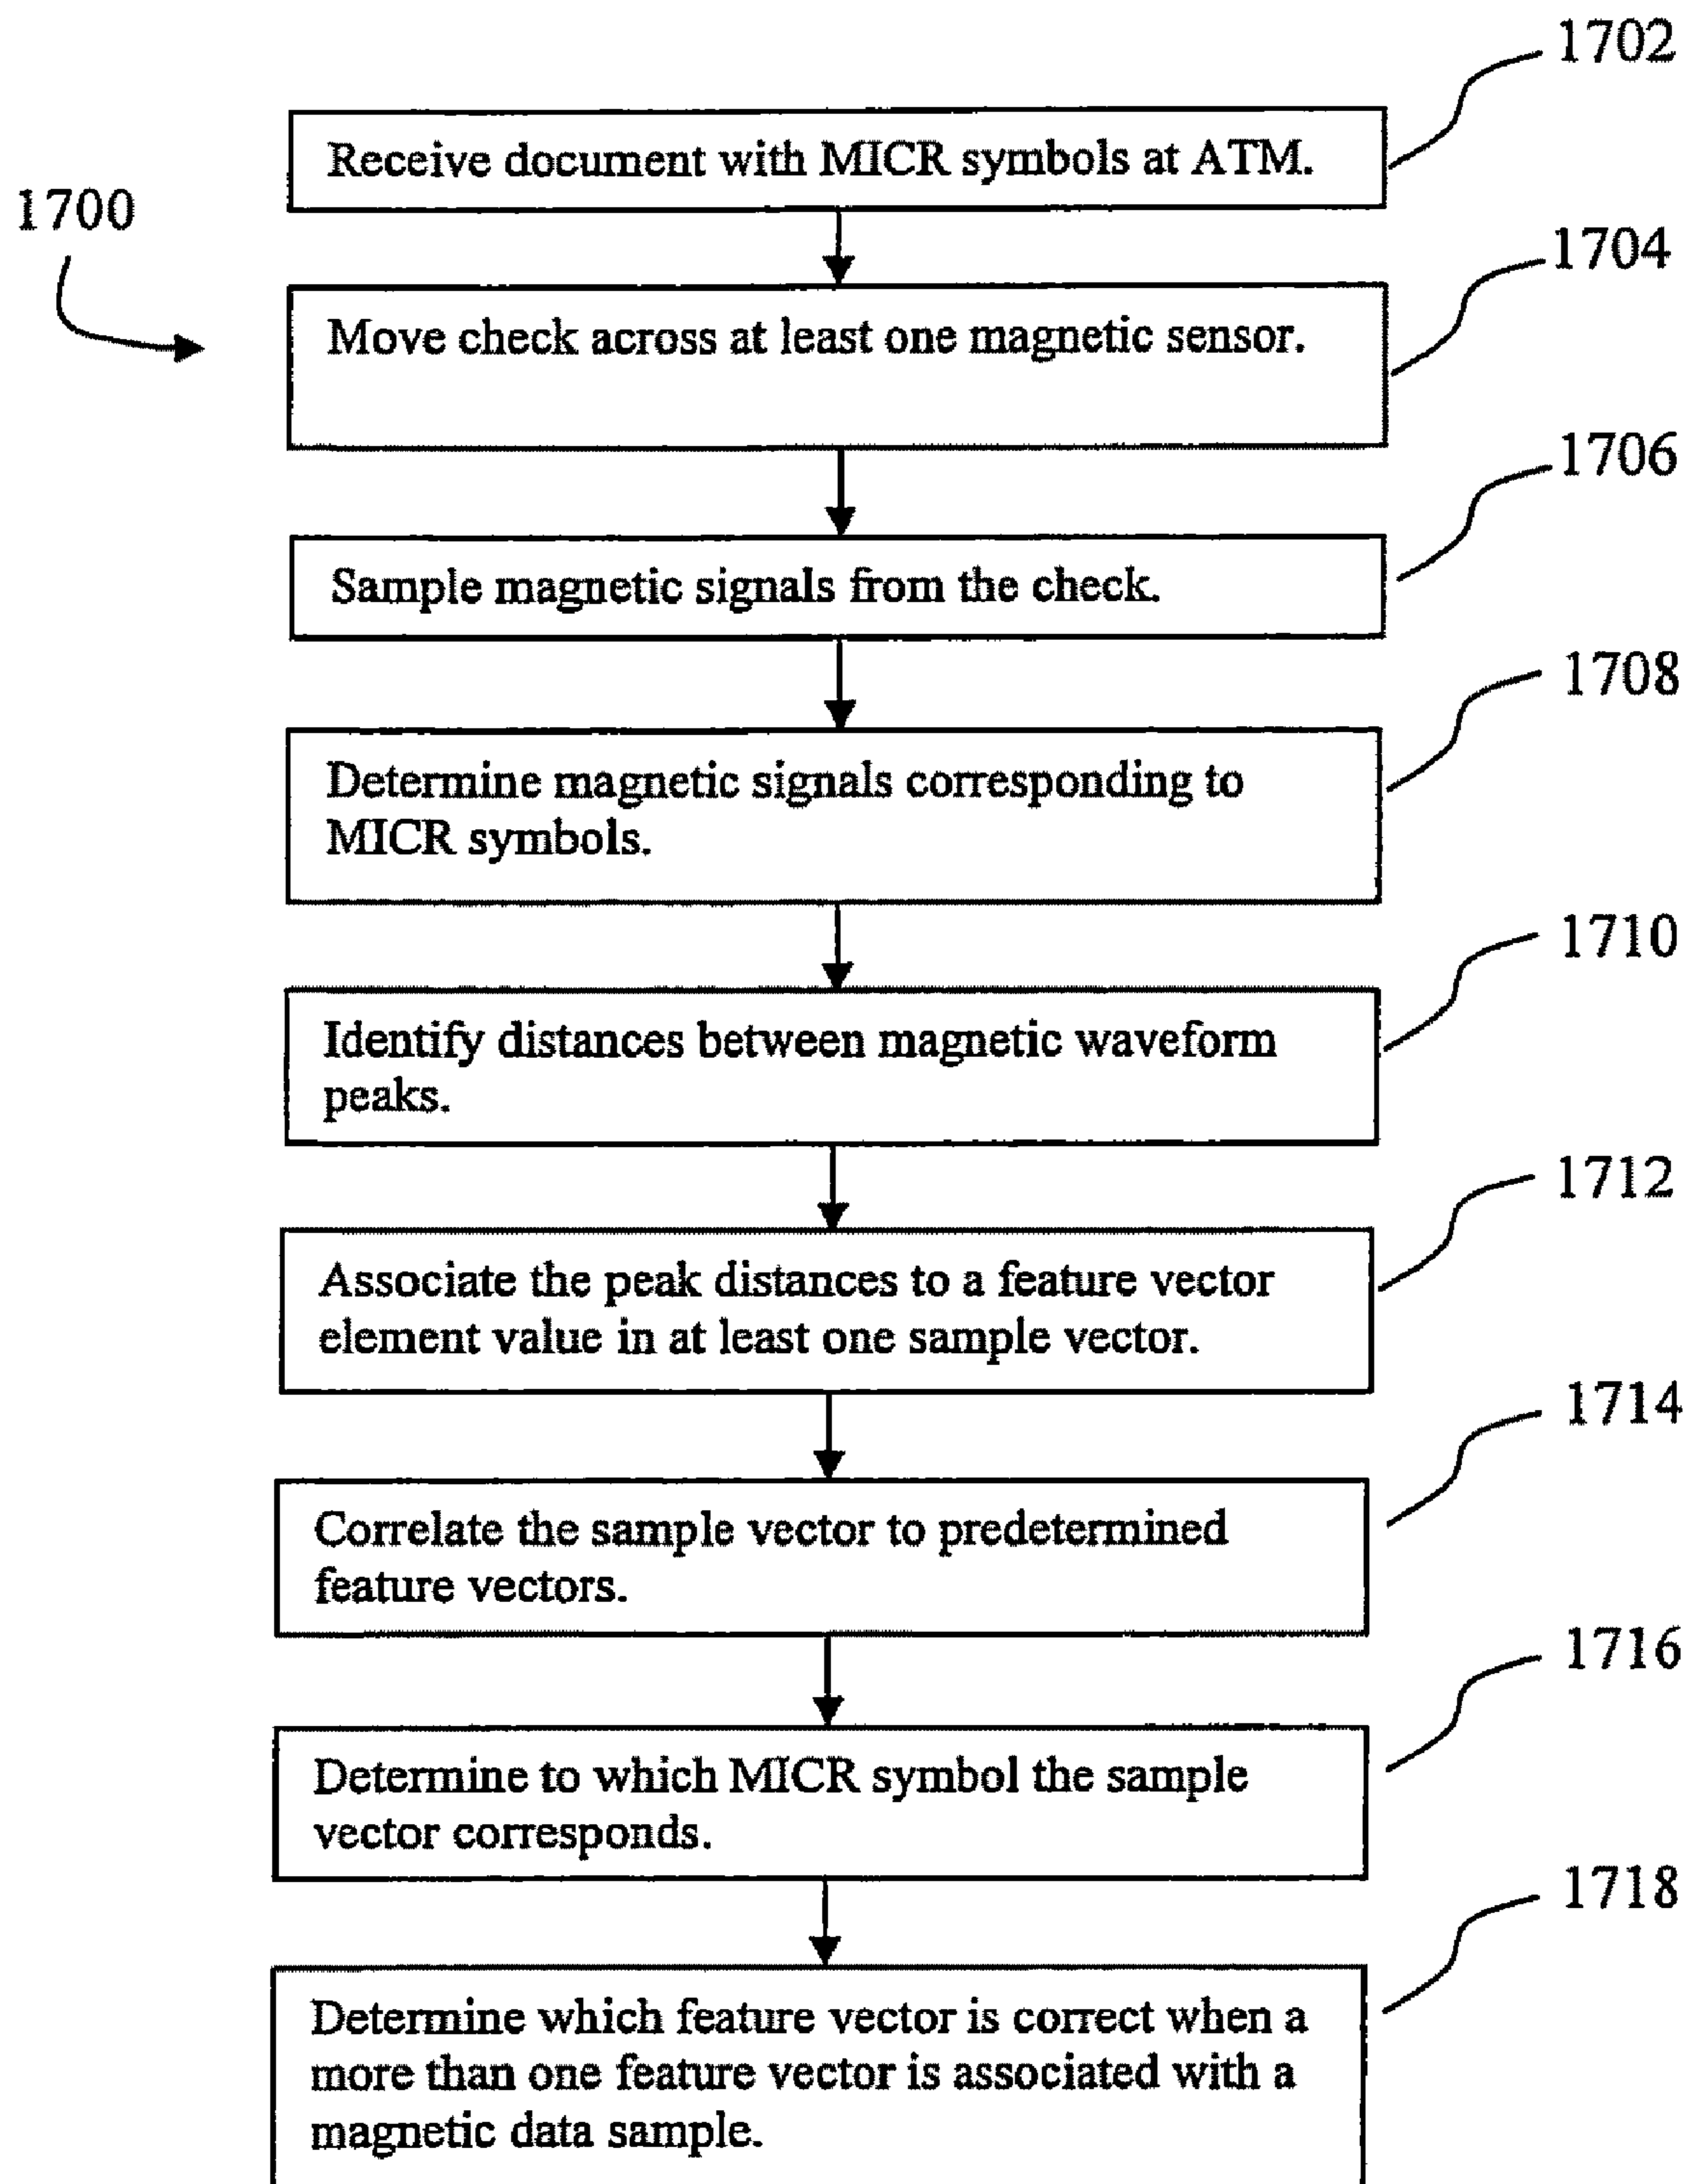 1702
Receive document with MICR symbols at ATM.
1700
1704
Move check across at least one magnetic sensor.
1706
Sample magnetic signals from the check.
1708
Determine magnetic signals corresponding to
MICR symbols.
1710
Identify distances between magnetic waveform
peaks.
1712
Associate the peak distances to a feature vector
element value in at least one sample vector.
1714
Correlate the sample vector to predetermined
feature vectors.
1716
Determine to which MICR symbol the sample
vector corresponds.
1718
Determine which feature vector is correct when a
more than one feature vector is associated with a
magnetic data sample.